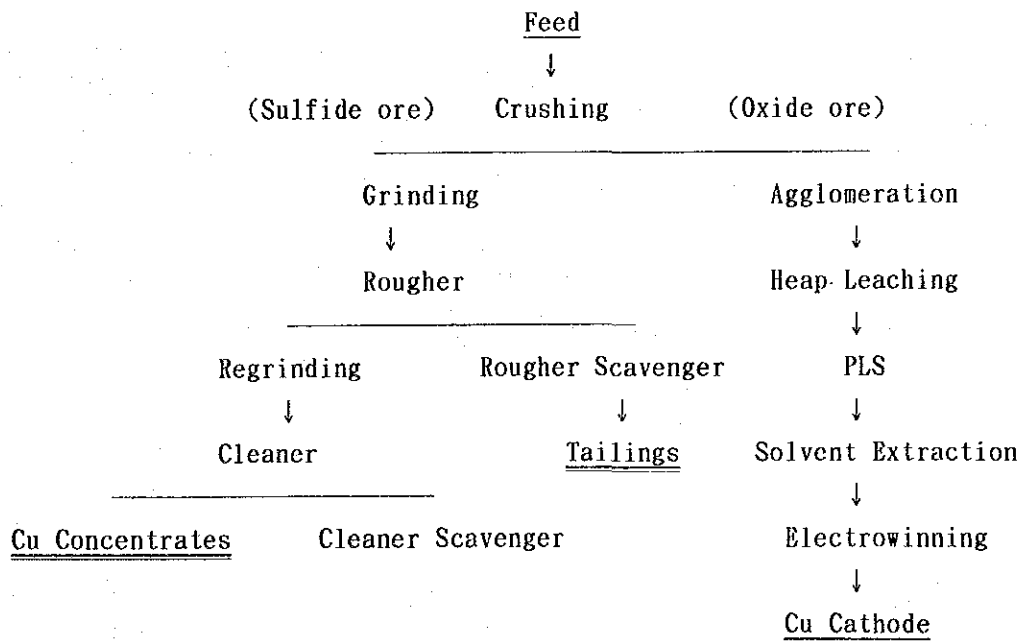 Feed
↓
(Sulfide ore) Crushing (Oxide ore)
Grinding Agglomeration
↓ ↓
Rougher Heap Leaching
↓
Regrinding Rougher Scavenger PLS
↓ ↓ ↓
Cleaner Tailings Solvent Extraction
↓
Cu Concentrates Cleaner Scavenger Electrowinning
↓
Cu Cathode